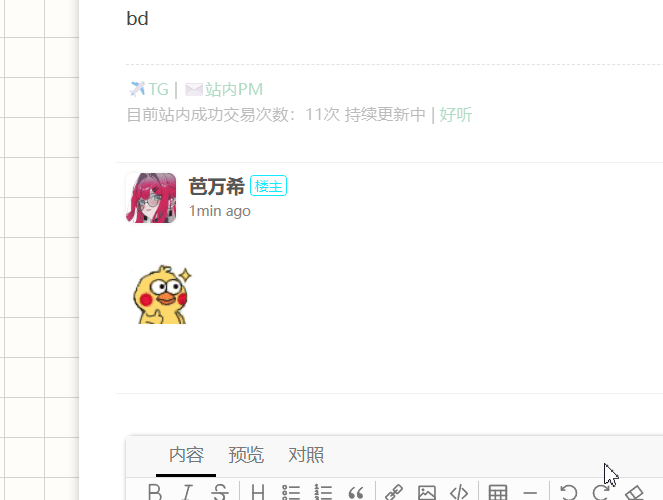 bd
TG | 站内PM
目前站内成功交易次数：11次 持续更新中 | 好听
芭万希 楼主
1min ago
内容 预览 对照